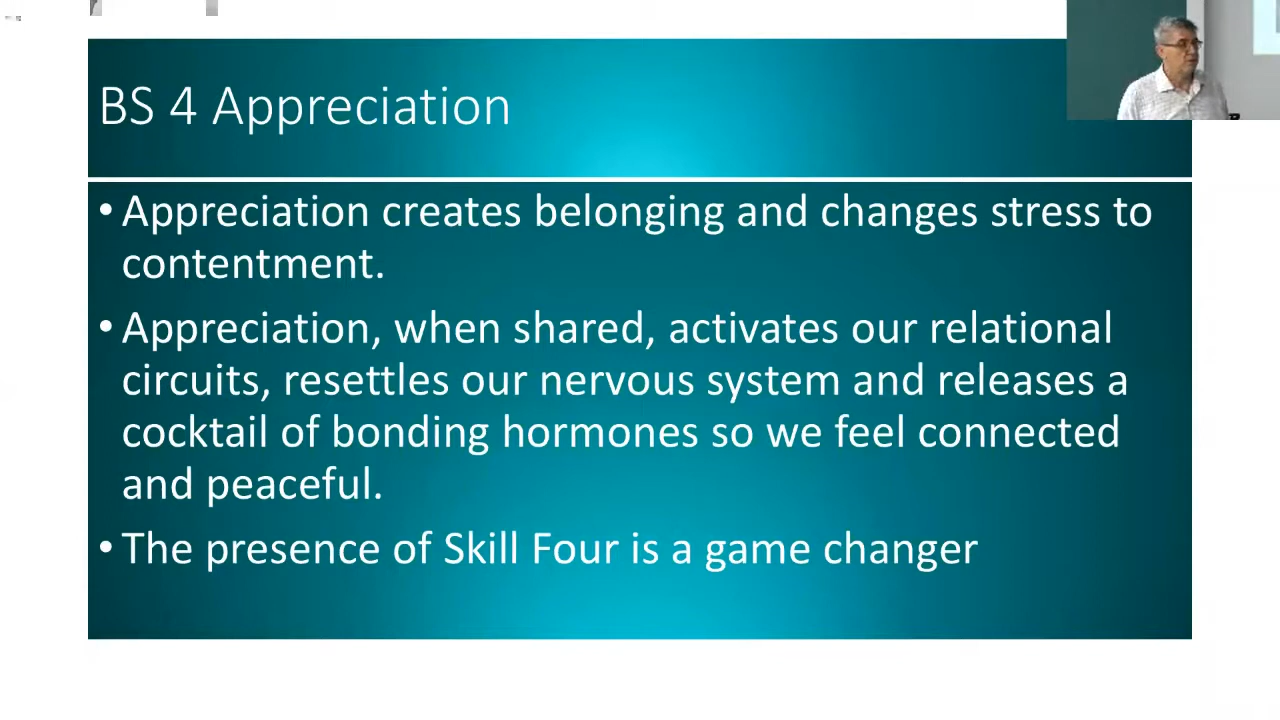 BS 4 Appreciation
• Appreciation creates belonging and changes stress to
contentment.
• Appreciation, when shared, activates our relational
circuits, resettles our nervous system and releases a
cocktail of bonding hormones so we feel connected
and peaceful.
• The presence of Skill Four is a game changer